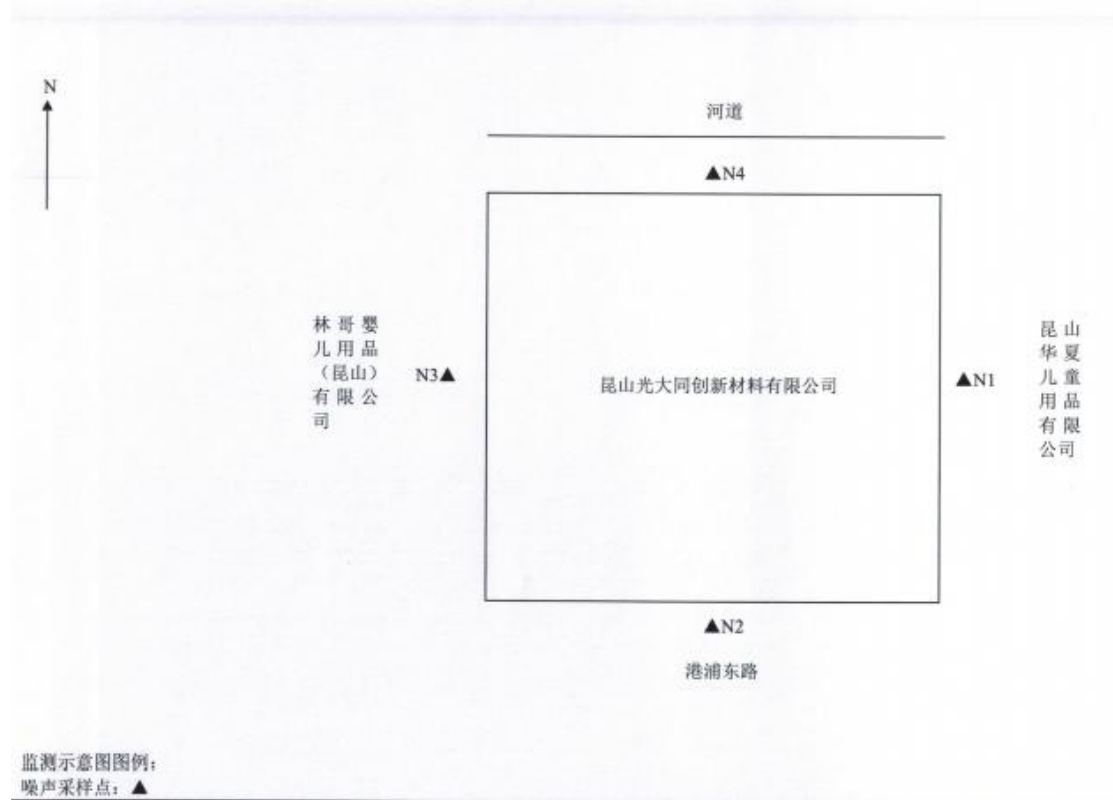 N
河道
▲N4
林哥婴
儿用品
（昆山）
有限公
司
N3▲
昆山光大同创新材料有限公司
▲N1
昆山
华夏
儿童
用品
有限
公司
▲N2
港浦东路
监测示意图图例：
噪声采样点：▲